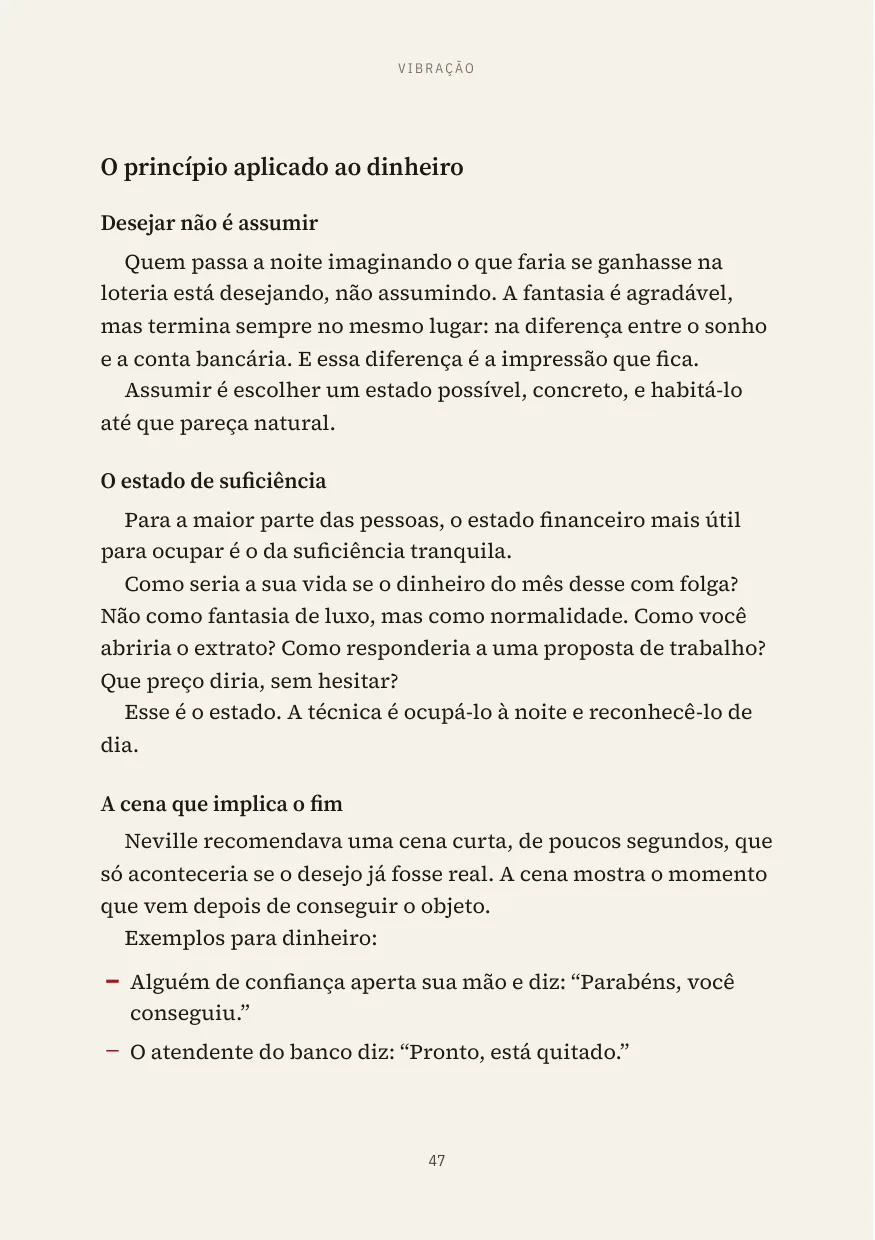 VIBRAÇÃO
O princípio aplicado ao dinheiro
Desejar não é assumir
Quem passa a noite imaginando o que faria se ganhasse na
loteria está desejando, não assumindo. A fantasia é agradável,
mas termina sempre no mesmo lugar: na diferença entre o sonho
e a conta bancária. E essa diferença é a impressão que fica.
Assumir é escolher um estado possível, concreto, e habitá-lo
até que pareça natural.
O estado de suficiência
Para a maior parte das pessoas, o estado financeiro mais útil
para ocupar é o da suficiência tranquila.
Como seria a sua vida se o dinheiro do mês desse com folga?
Não como fantasia de luxo, mas como normalidade. Como você
abriria o extrato? Como responderia a uma proposta de trabalho?
Que preço diria, sem hesitar?
Esse é o estado. A técnica é ocupá-lo à noite e reconhecê-lo de
dia.
A cena que implica o fim
Neville recomendava uma cena curta, de poucos segundos, que
só aconteceria se o desejo já fosse real. A cena mostra o momento
que vem depois de conseguir o objeto.
Exemplos para dinheiro:
– Alguém de confiança aperta sua mão e diz: “Parabéns, você
conseguiu.”
– O atendente do banco diz: “Pronto, está quitado.”
47